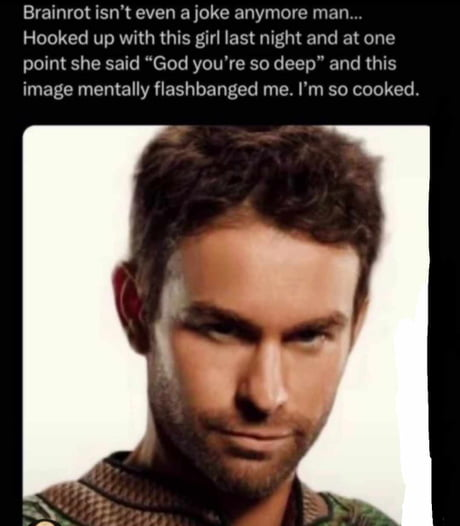 Brainrot isn’t even a joke anymore man...
Hooked up with this girl last night and at one
point she said “God you’re so deep” and this
image mentally flashbanged me. I’m so cooked.